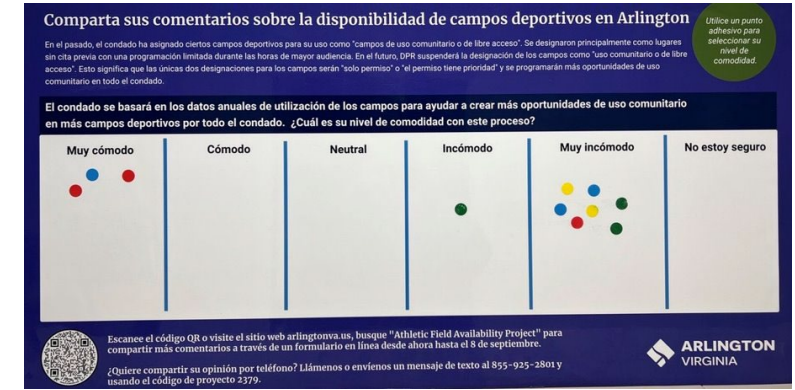 Comparta sus comentarios sobre la disponibilidad de campos deportivos en Arlington
Utilice un punto
adhesivo para
seleccionar su
nivel de
comodidad.
En el pasado, el condado ha asignado ciertos campos deportivos para su uso como "campos de uso comunitario o de libre acceso". Se designaron principalmente como lugares
sin cita previa con una programación limitada durante las horas de mayor audiencia. En el futuro, DPR suspenderá la designación de los campos como "uso comunitario o de libre
acceso". Esto significa que las únicas dos designaciones para los campos serán "solo permiso" o "el permiso tiene prioridad" y se programarán más oportunidades de uso
comunitario en todo el condado.
El condado se basará en los datos anuales de utilización de los campos para ayudar a crear más oportunidades de uso comunitario
en más campos deportivos por todo el condado. ¿Cuál es su nivel de comodidad con este proceso?
Muy cómodo
Cómodo
Neutral
Incómodo
Muy incómodo
No estoy seguro
Escanee el código QR o visite el sitio web arlingtonva.us, busque "Athletic Field Availability Project" para
compartir más comentarios a través de un formulario en línea desde ahora hasta el 8 de septiembre.
¿Quiere compartir su opinión por teléfono? Llámenos o envíenos un mensaje de texto al 855-925-2801 y
usando el código de proyecto 2379.
ARLINGTON
VIRGINIA